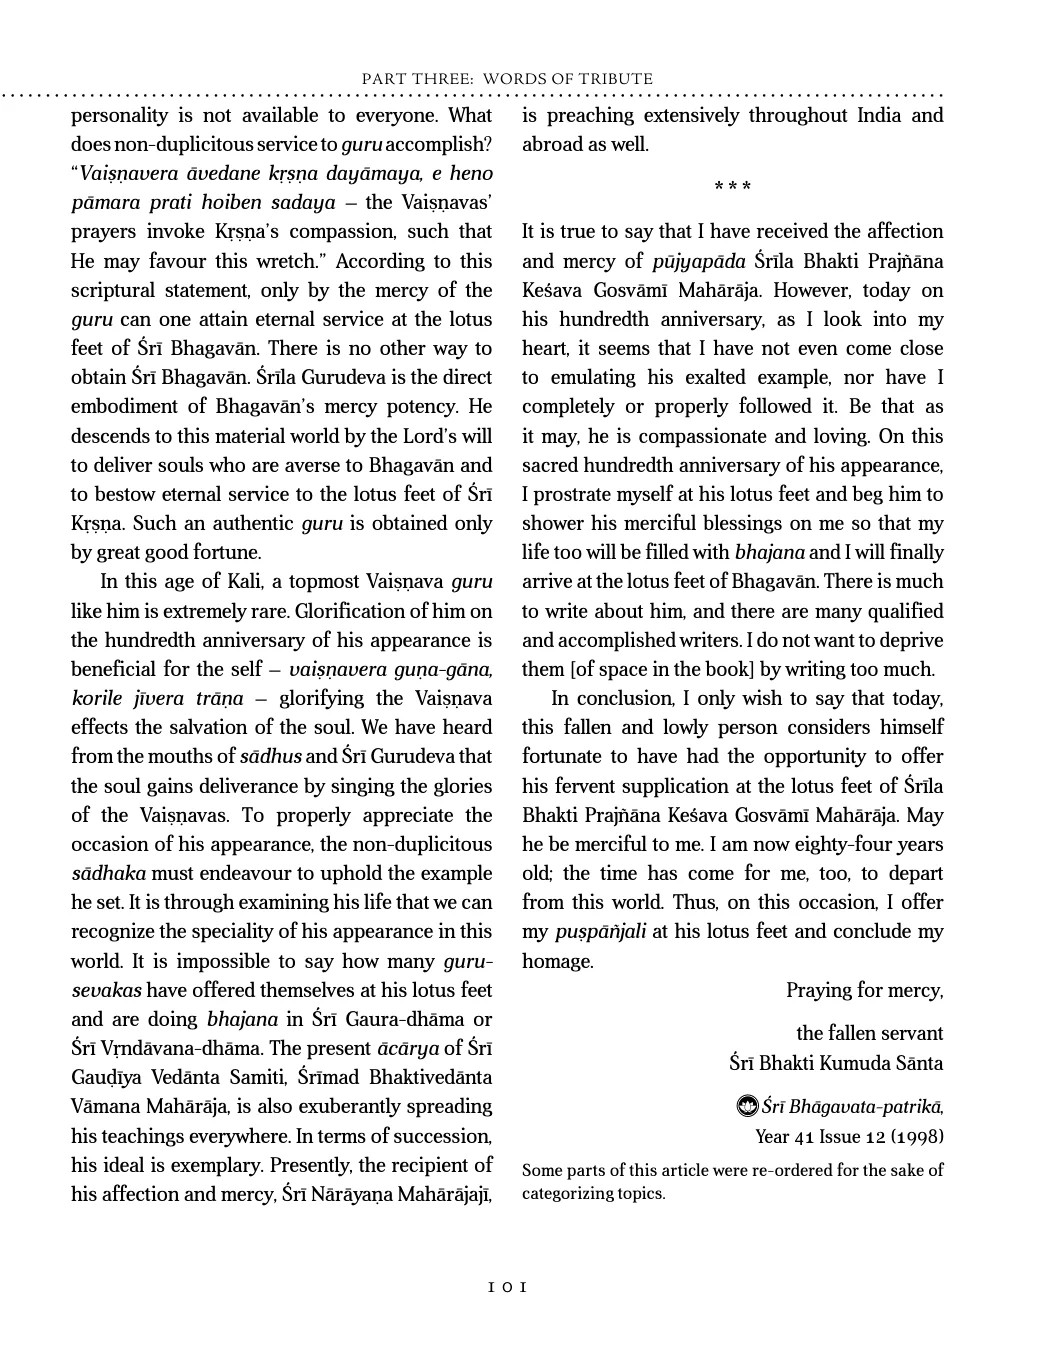 PART THREE: WORDS OF TRIBUTE
personality is not available to everyone. What
does non-duplicitous service to guru accomplish?
“Vaiṣṇavera āvedane kṛṣṇa dayāmaya, e heno
pāmara prati hoiben sadaya – the Vaiṣṇavas’
prayers invoke Kṛṣṇa’s compassion, such that
He may favour this wretch.” According to this
scriptural statement, only by the mercy of the
guru can one attain eternal service at the lotus
feet of Śrī Bhagavān. There is no other way to
obtain Śrī Bhagavān. Śrīla Gurudeva is the direct
embodiment of Bhagavān’s mercy potency. He
descends to this material world by the Lord’s will
to deliver souls who are averse to Bhagavān and
to bestow eternal service to the lotus feet of Śrī
Kṛṣṇa. Such an authentic guru is obtained only
by great good fortune.
In this age of Kali, a topmost Vaiṣṇava guru
like him is extremely rare. Glorification of him on
the hundredth anniversary of his appearance is
beneficial for the self – vaiṣṇavera guṇa-gāna,
korile jīvera trāṇa – glorifying the Vaiṣṇava
effects the salvation of the soul. We have heard
from the mouths of sādhus and Śrī Gurudeva that
the soul gains deliverance by singing the glories
of the Vaiṣṇavas. To properly appreciate the
occasion of his appearance, the non-duplicitous
sādhaka must endeavour to uphold the example
he set. It is through examining his life that we can
recognize the speciality of his appearance in this
world. It is impossible to say how many guru-
sevakas have offered themselves at his lotus feet
and are doing bhajana in Śrī Gaura-dhāma or
Śrī Vṛndāvana-dhāma. The present ācārya of Śrī
Gauḍīya Vedānta Samiti, Śrīmad Bhaktivedānta
Vāmana Mahārāja, is also exuberantly spreading
his teachings everywhere. In terms of succession,
his ideal is exemplary. Presently, the recipient of
his affection and mercy, Śrī Nārāyaṇa Mahārājajī,
is preaching extensively throughout India and
abroad as well.
***
It is true to say that I have received the affection
and mercy of pūjyapāda Śrīla Bhakti Prajñāna
Keśava Gosvāmī Mahārāja. However, today on
his hundredth anniversary, as I look into my
heart, it seems that I have not even come close
to emulating his exalted example, nor have I
completely or properly followed it. Be that as
it may, he is compassionate and loving. On this
sacred hundredth anniversary of his appearance,
I prostrate myself at his lotus feet and beg him to
shower his merciful blessings on me so that my
life too will be filled with bhajana and I will finally
arrive at the lotus feet of Bhagavān. There is much
to write about him, and there are many qualified
and accomplished writers. I do not want to deprive
them [of space in the book] by writing too much.
In conclusion, I only wish to say that today,
this fallen and lowly person considers himself
fortunate to have had the opportunity to offer
his fervent supplication at the lotus feet of Śrīla
Bhakti Prajñāna Keśava Gosvāmī Mahārāja. May
he be merciful to me. I am now eighty-four years
old; the time has come for me, too, to depart
from this world. Thus, on this occasion, I offer
my puṣpāñjali at his lotus feet and conclude my
homage.
Praying for mercy,
the fallen servant
Śrī Bhakti Kumuda Sānta
Śrī Bhāgavata-patrikā,
Year 41 Issue 12 (1998)
Some parts of this article were re-ordered for the sake of
categorizing topics.
101